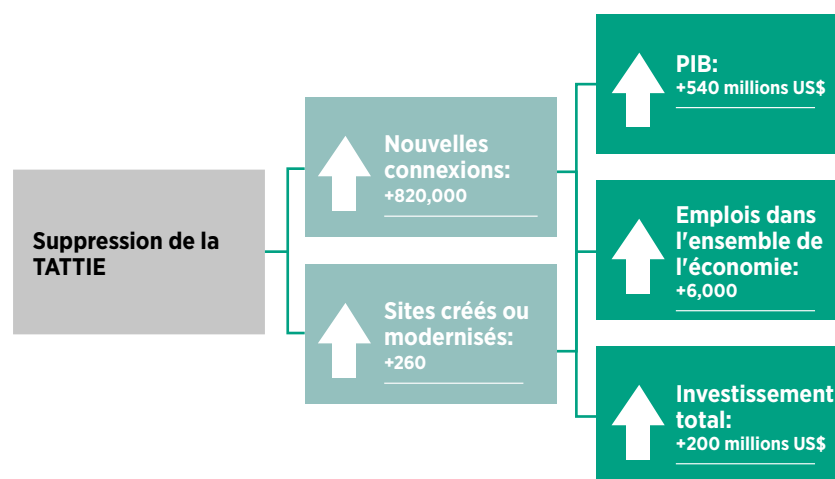 Suppression de la
TATTIE
Nouvelles
connexions:
+820,000
Sites créés ou
modernisés:
+260
PIB:
+540 millions US$
Emplois dans
l'ensemble de
l'économie:
+6,000
Investissement
total:
+200 millions US$